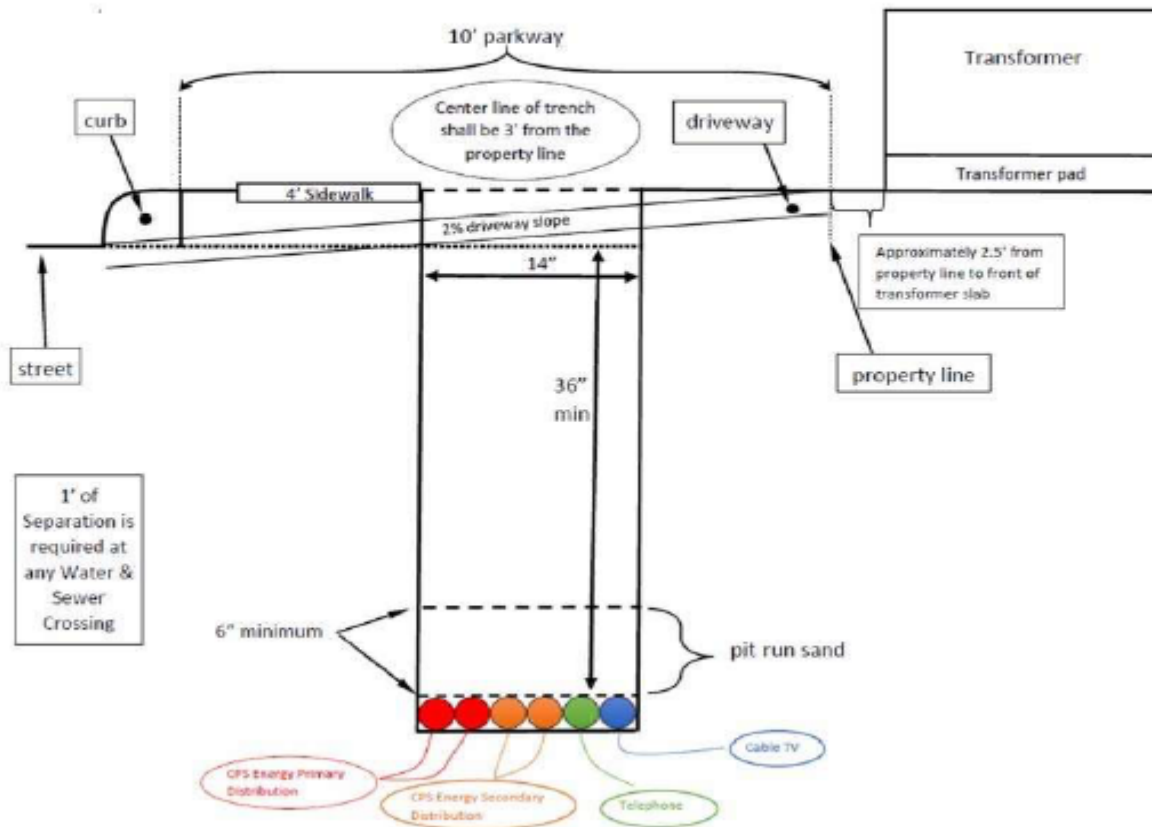 10' parkway
Transformer
Center line of trench
shall be 3' from the
property line
curb
driveway
Transformer pad
4' Sidewalk
2% driveway slope
14"
Approximately 2.5' from
property line to front of
transformer slab
street
36"
min
property line
1' of
Separation is
required at
any Water &
Sewer
Crossing
6" minimum
pit run sand
Cable TV
CPS Energy Primary
Distribution
CPS Energy Secondary
Distribution
Telephone